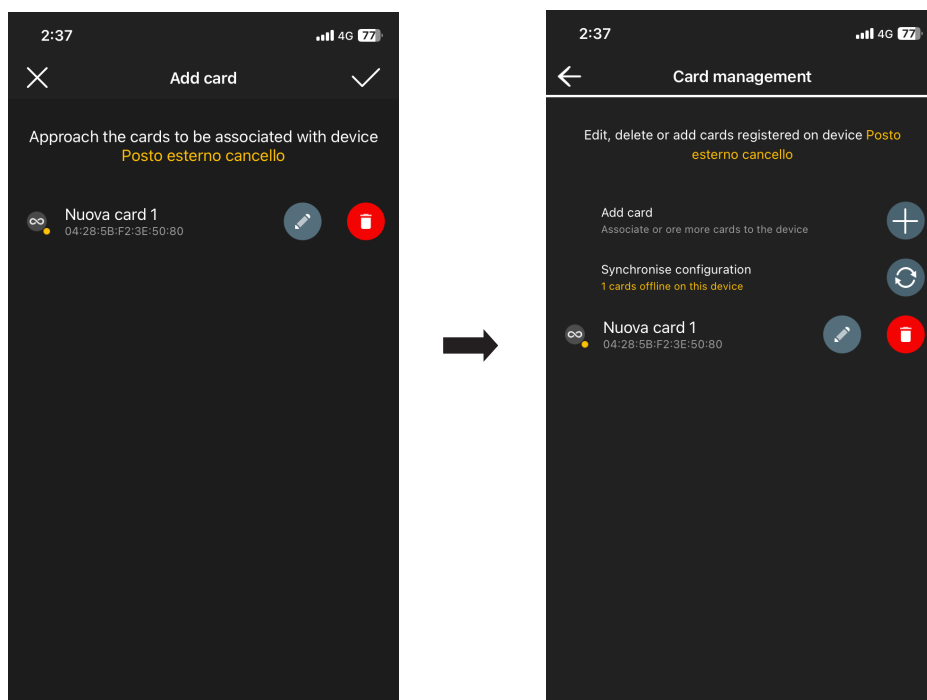 2:37
4G 77
Add card
Approach the cards to be associated with device
Posto esterno cancello
Nuova card 1
04:28:5B:F2:3E:50:80
2:37
4G 77
Card management
Edit, delete or add cards registered on device Posto
esterno cancello
Add card
Associate or ore more cards to the device
Synchronise configuration
1 cards offline on this device
Nuova card 1
04:28:5B:F2:3E:50:80